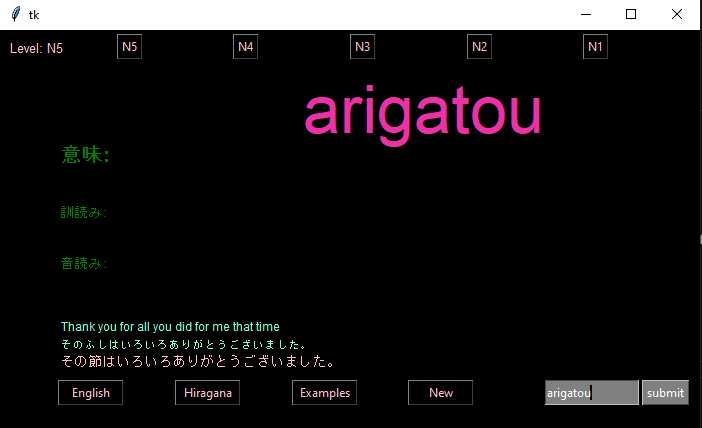 tk
Level: N5 N5 N4 N3 N2 N1
arigatou
意味:
訓読み:
音読み:
Thank you for all you did for me that time
そのふしはいろいろありがとうございました。
その節はいろいろありがとうございました。
English Hiragana Examples New arigatou submit